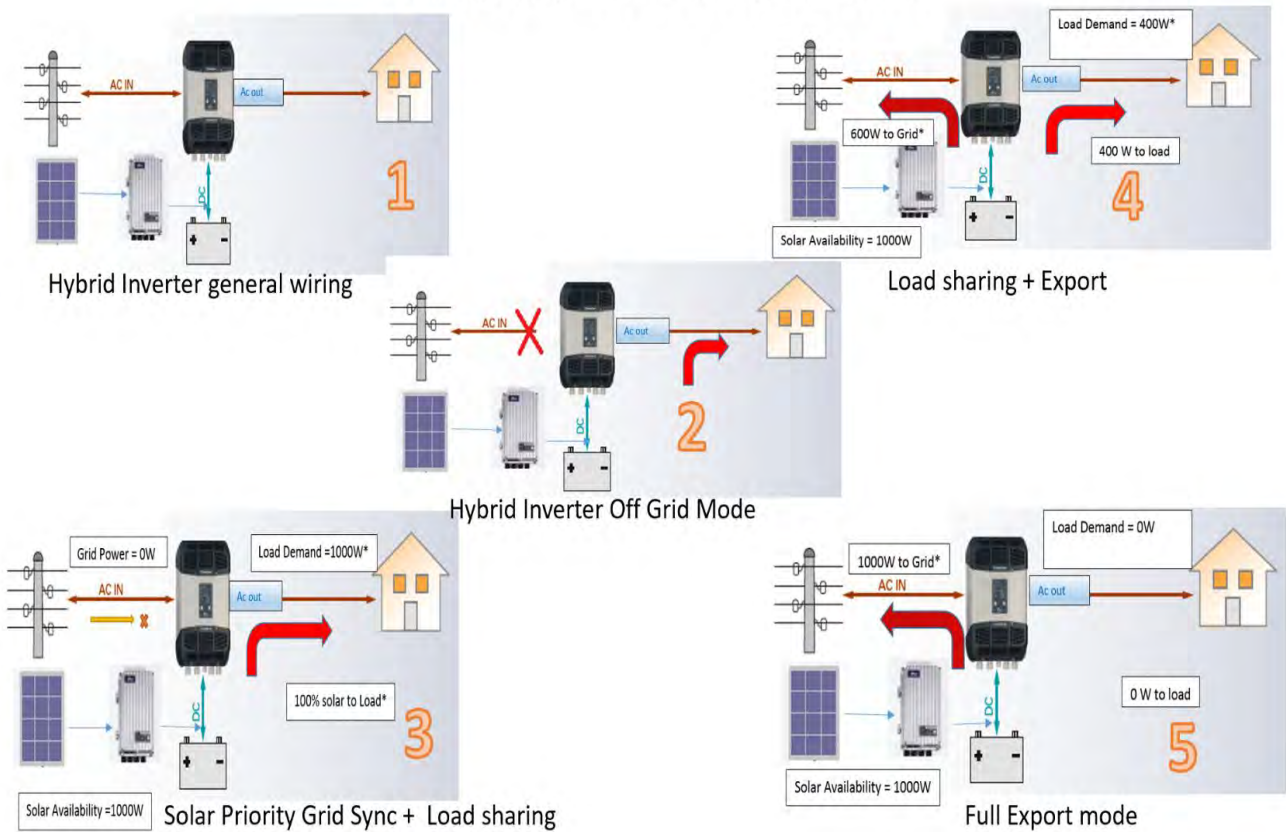 AC IN
Ac out
DC
+ -
1
Hybrid Inverter general wiring
Load Demand = 400W*
AC IN
Ac out
600W to Grid*
400 W to load
DC
+ -
4
Solar Availability = 1000W
Load sharing + Export
AC IN
Ac out
DC
+ -
2
Hybrid Inverter Off Grid Mode
Grid Power = 0W
Load Demand =1000W*
AC IN
Ac out
100% solar to Load*
DC
+ -
3
Solar Availability =1000W
Solar Priority Grid Sync + Load sharing
Load Demand = 0W
1000W to Grid*
AC IN
Ac out
DC
0 W to load
+ -
5
Solar Availability = 1000W
Full Export mode